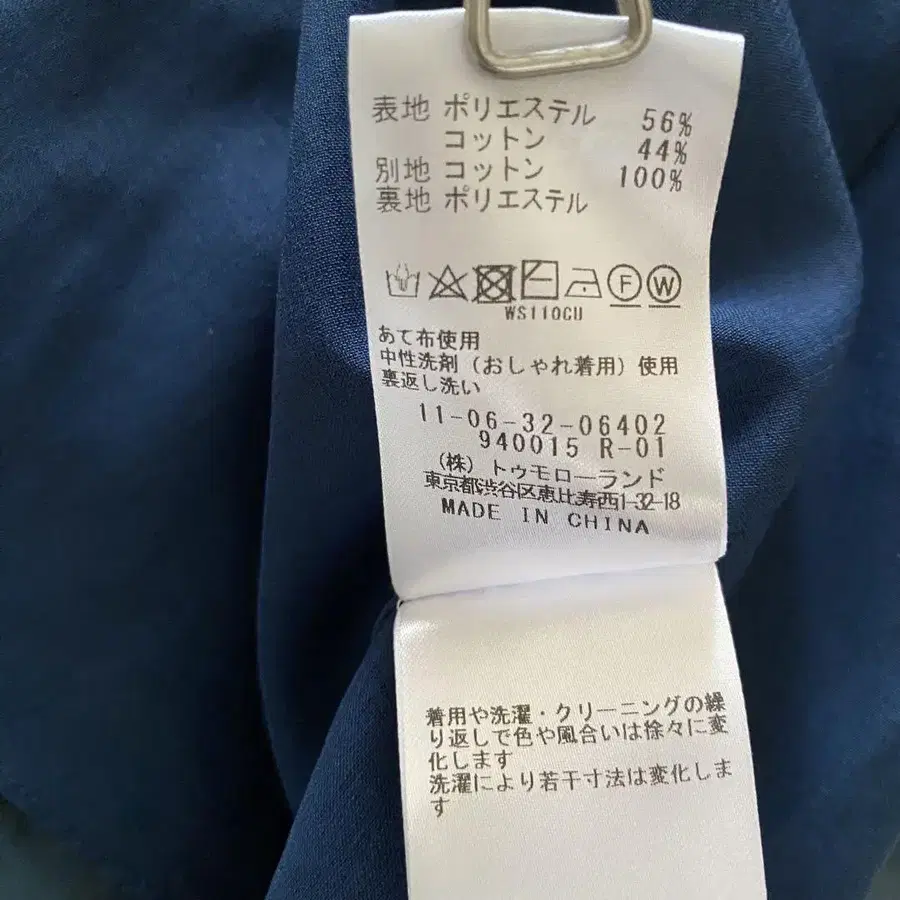 表地 ポリエステル 56%
コットン 44%
別地 コットン 100%
裏地 ポリエステル
F W
WS110CU
あて布使用
中性洗剤（おしゃれ着用）使用
裏返し洗い
11-06-32-06402
940015 R-01
（株）トゥモローランド
東京都渋谷区恵比寿西1-32-18
MADE IN CHINA
着用や洗濯・クリーニングの繰
り返しで色や風合いは徐々に変
化します
洗濯により若干寸法は変化しま
す